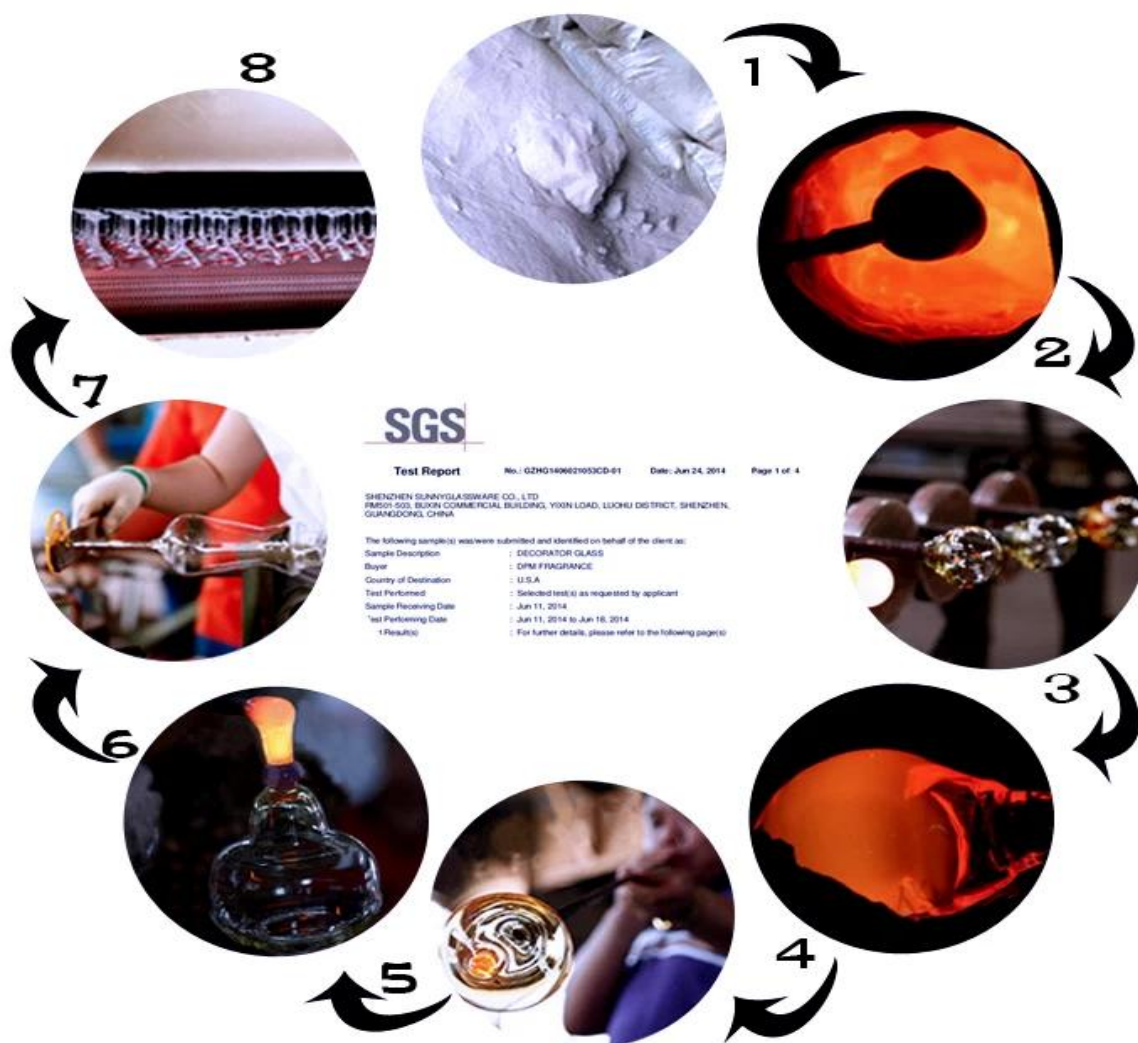 8
1
2
7
SGS
Test Report No.: GZHG1406021053CD-01 Date: Jun 24, 2014 Page 1 of 4
SHENZHEN SUNNYGLASSWARE CO., LTD
RM501-503, BUXIN COMMERCIAL BUILDING, YIXIN LOAD, LUOHU DISTRICT, SHENZHEN,
GUANGDONG, CHINA
The following sample(s) was/were submitted and identified on behalf of the client as:
Sample Description : DECORATOR GLASS
Buyer : DPM FRAGRANCE
Country of Destination : U.S.A
Test Performed : Selected test(s) as requested by applicant
Sample Receiving Date : Jun 11, 2014
Test Performing Date : Jun 11, 2014 to Jun 18, 2014
Result(s) : For further details, please refer to the following page(s)
3
6
4
5